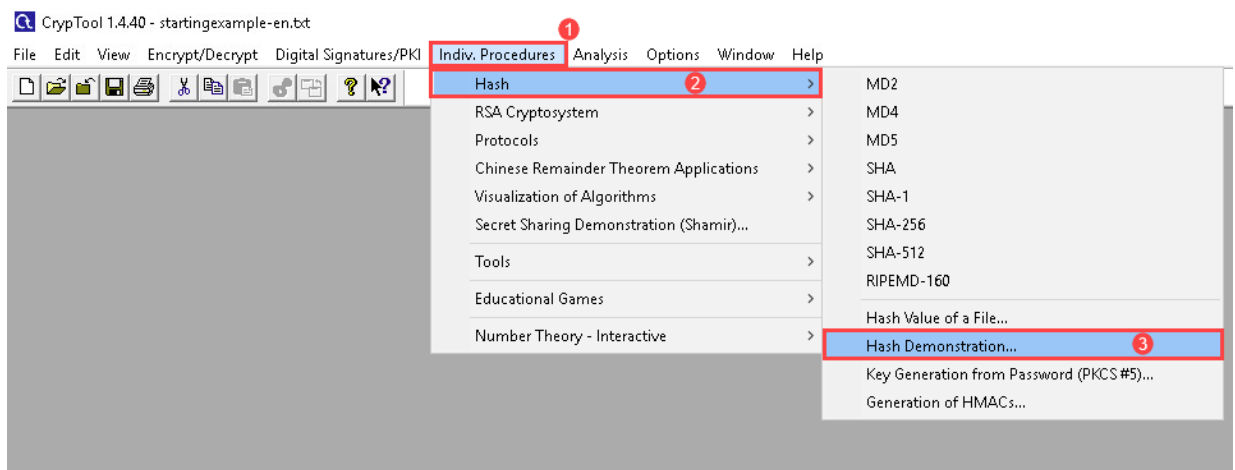 CrypTool 1.4.40 - startingexample-en.txt
1
File Edit View Encrypt/Decrypt Digital Signatures/PKI Indiv. Procedures Analysis Options Window Help
Hash 2
RSA Cryptosystem
Protocols
Chinese Remainder Theorem Applications
Visualization of Algorithms
Secret Sharing Demonstration (Shamir)...
Tools
Educational Games
Number Theory - Interactive
MD2
MD4
MD5
SHA
SHA-1
SHA-256
SHA-512
RIPEMD-160
Hash Value of a File...
Hash Demonstration... 3
Key Generation from Password (PKCS #5)...
Generation of HMACs...